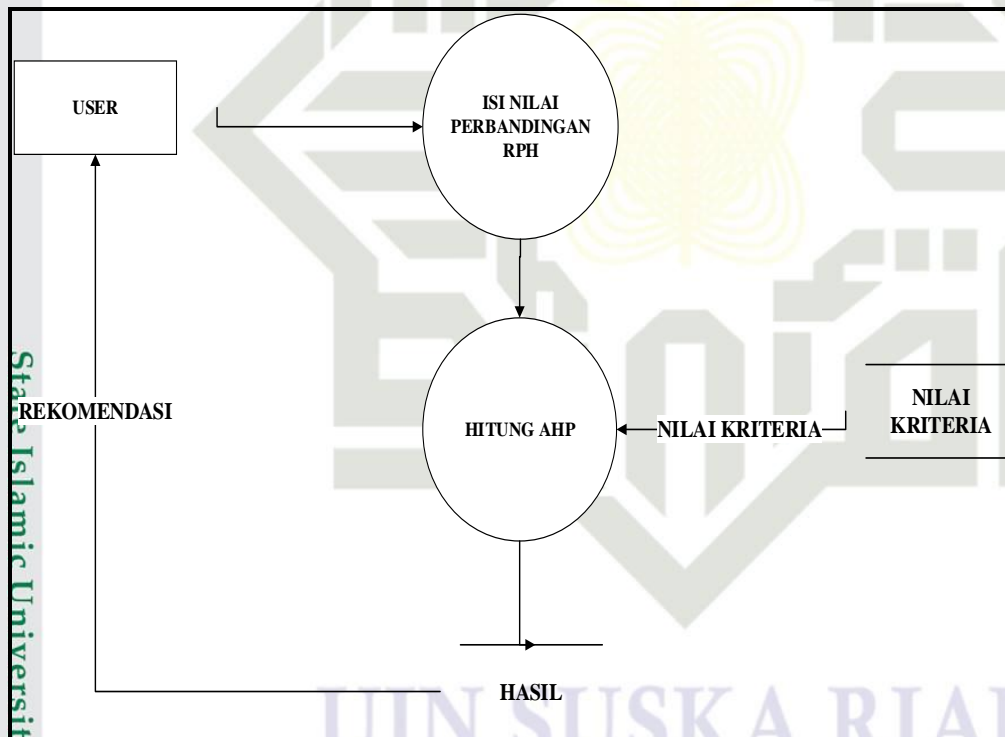 USER
ISI NILAI
PERBANDINGAN
RPH
REKOMENDASI
HITUNG AHP
NILAI KRITERIA
NILAI
KRITERIA
HASIL
State Islamic Universit
UIN SUSKA RIAU